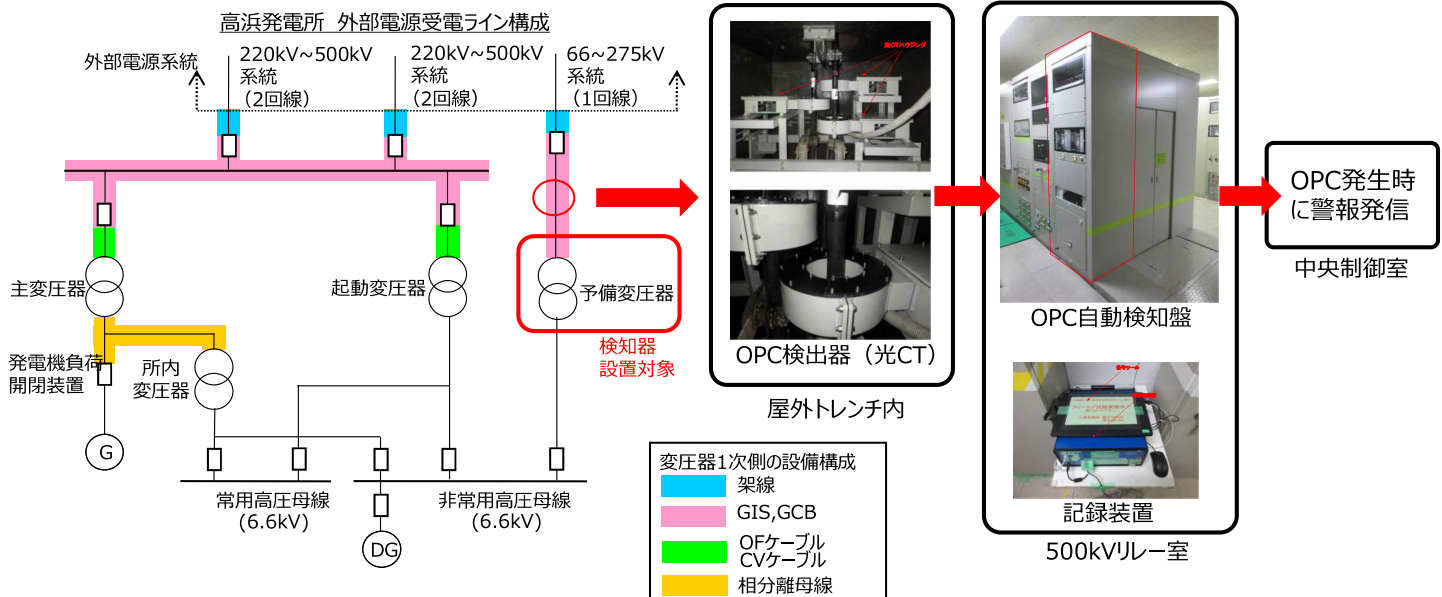 高浜発電所 外部電源受電ライン構成
外部電源系統
220kV~500kV
系統
(2回線)
220kV~500kV
系統
(2回線)
66~275kV
系統
(1回線)
主変圧器
起動変圧器
予備変圧器
検知器
設置対象
発電機負荷
開閉装置
所内
変圧器
G
常用高圧母線
(6.6kV)
非常用高圧母線
(6.6kV)
DG
変圧器1次側の設備構成
架線
GIS,GCB
OFケーブル
CVケーブル
相分離母線
光CTハウジング
OPC検出器(光CT)
屋外トレンチ内
OPC自動検知盤
記録装置
500kVリレー室
OPC発生時
に警報発信
中央制御室